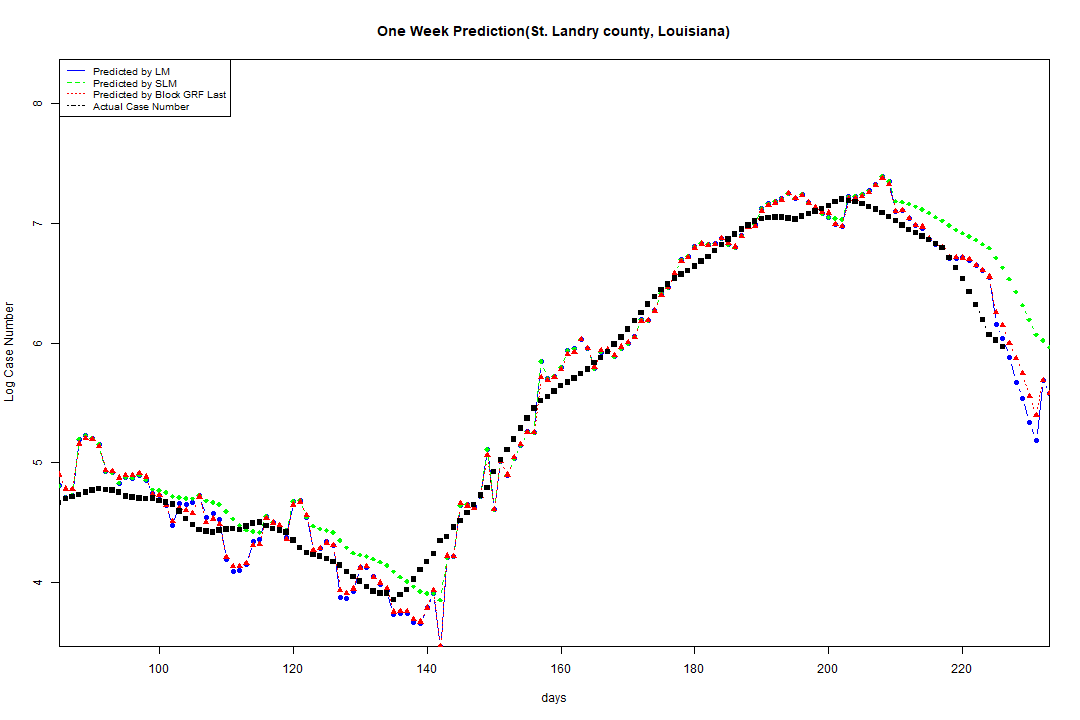 One Week Prediction(St. Landry county, Louisiana)
Predicted by LM
Predicted by SLM
Predicted by Block GRF Last
Actual Case Number
8
7
6
5
4
Log Case Number
100 120 140 160 180 200 220
days